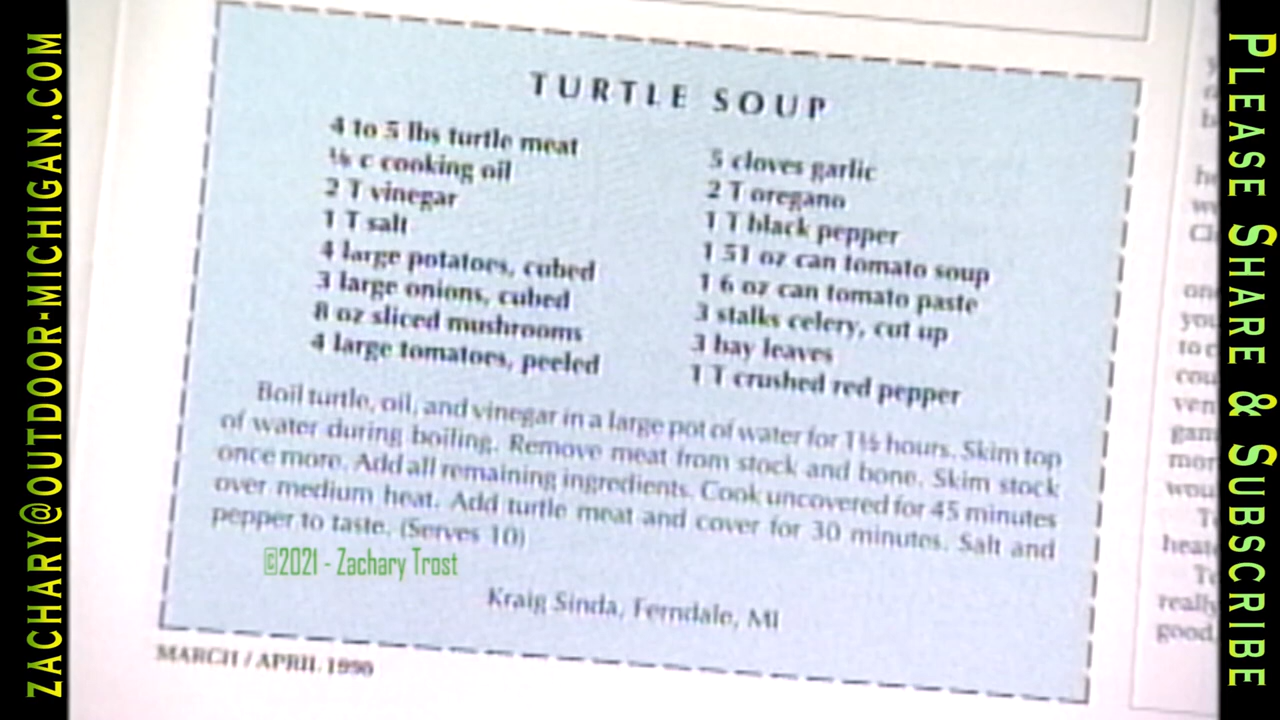 ZACHARY@OUTDOOR-MICHIGAN.COM
TURTLE SOUP
4 to 5 lbs turtle meat
c cooking oil
2 T vinegar
1 T salt
4 large potatoes, cubed
3 large onions, cubed
8 oz sliced mushrooms
4 large tomatoes, peeled
5 cloves garlic
2 T oregano
1 T black pepper
1 51 oz can tomato soup
1 6 oz can tomato paste
3 stalks celery, cut up
3 bay leaves
1 T crushed red pepper
Boil turtle, oil, and vinegar in a large pot of water for 1½ hours. Skim top
of water during boiling. Remove meat from stock and bone. Skim stock
once more. Add all remaining ingredients. Cook uncovered for 45 minutes
over medium heat. Add turtle meat and cover for 30 minutes. Salt and
pepper to taste. (Serves 10)
©2021 - Zachary Trost
Kraig Sinda, Ferndale, MI
MARCH / APRIL 1990
really
good.
PLEASE SHARE & SUBSCRIBE